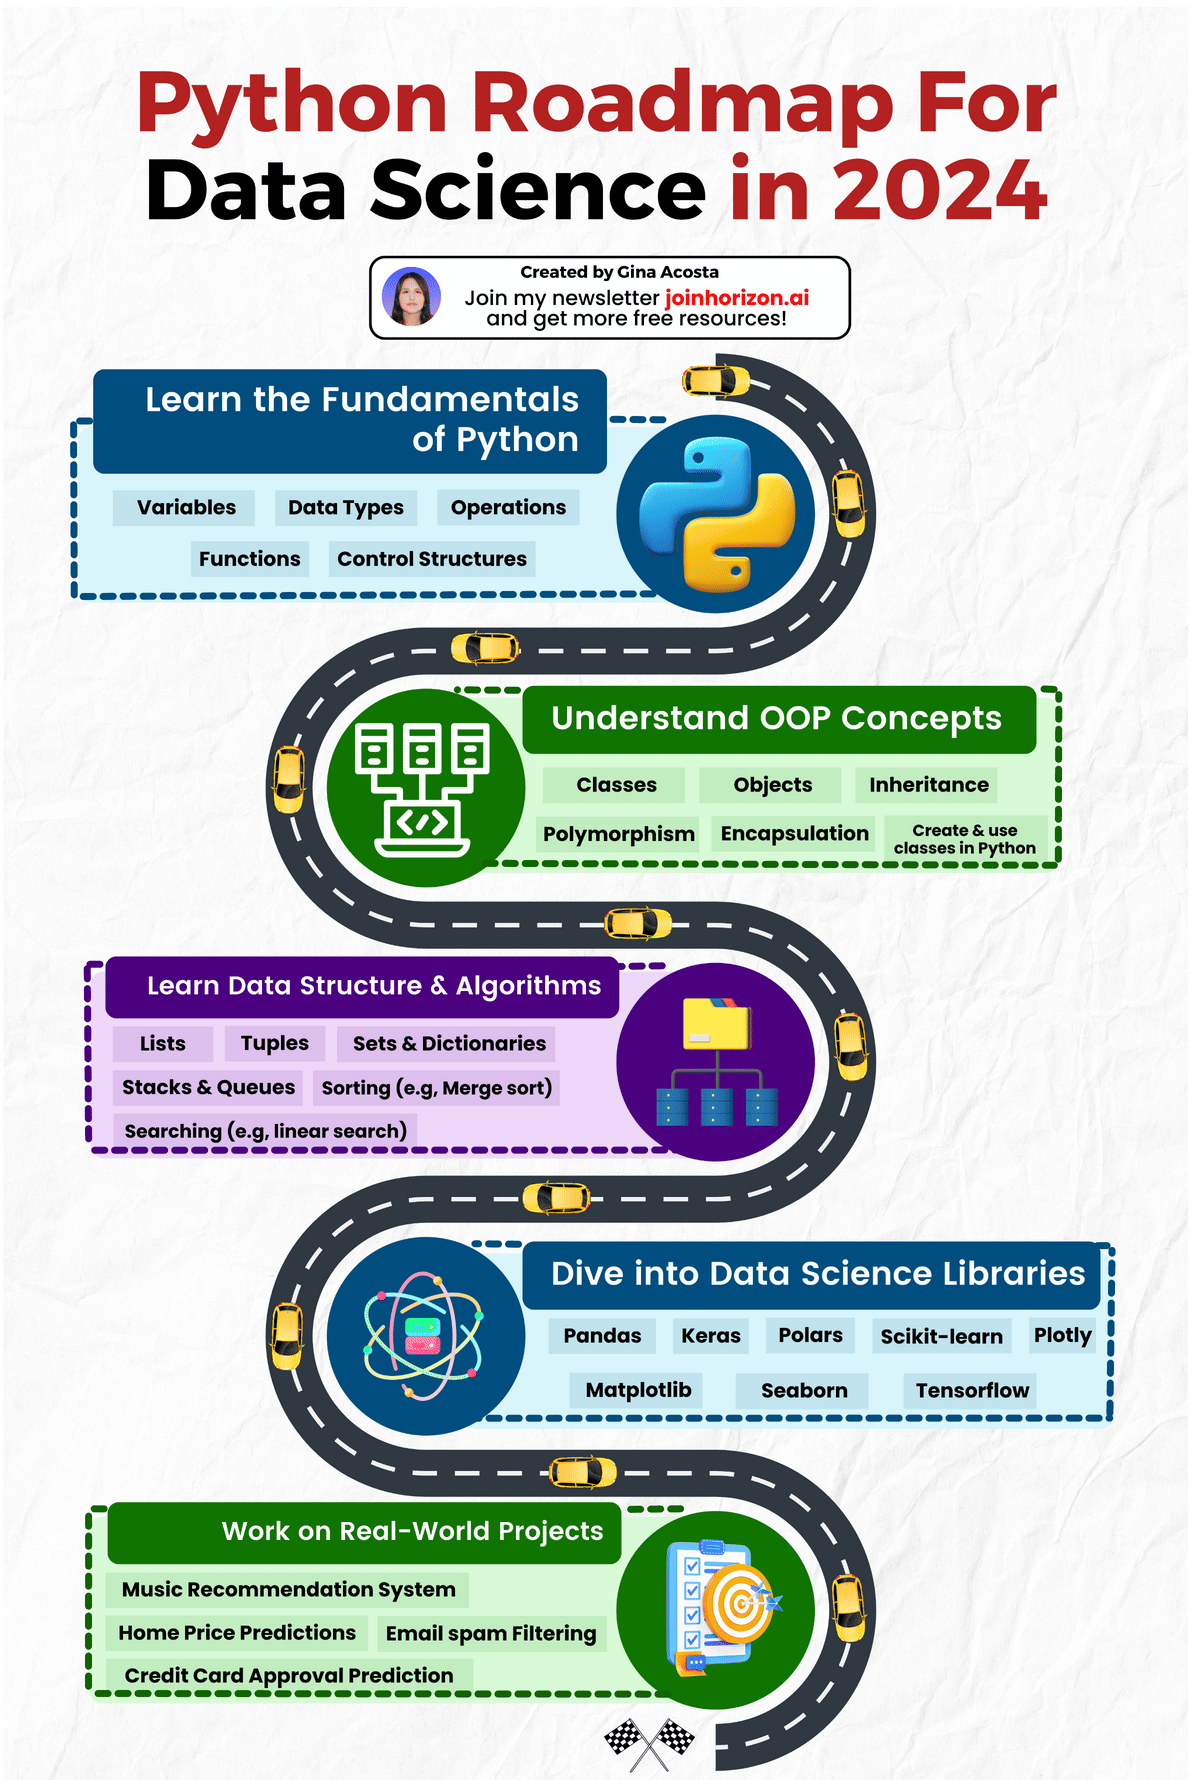 Python Roadmap For
Data Science in 2024
Created by Gina Acosta
Join my newsletter joinhorizon.ai
and get more free resources!
Learn the Fundamentals
of Python
Variables
Data Types
Operations
Functions
Control Structures
Understand OOP Concepts
Classes
Objects
Inheritance
Polymorphism
Encapsulation
Create & use
classes in Python
Learn Data Structure & Algorithms
Lists
Tuples
Sets & Dictionaries
Stacks & Queues
Sorting (e.g, Merge sort)
Searching (e.g, linear search)
Dive into Data Science Libraries
Pandas
Keras
Polars
Scikit-learn
Plotly
Matplotlib
Seaborn
Tensorflow
Work on Real-World Projects
Music Recommendation System
Home Price Predictions
Email spam Filtering
Credit Card Approval Prediction